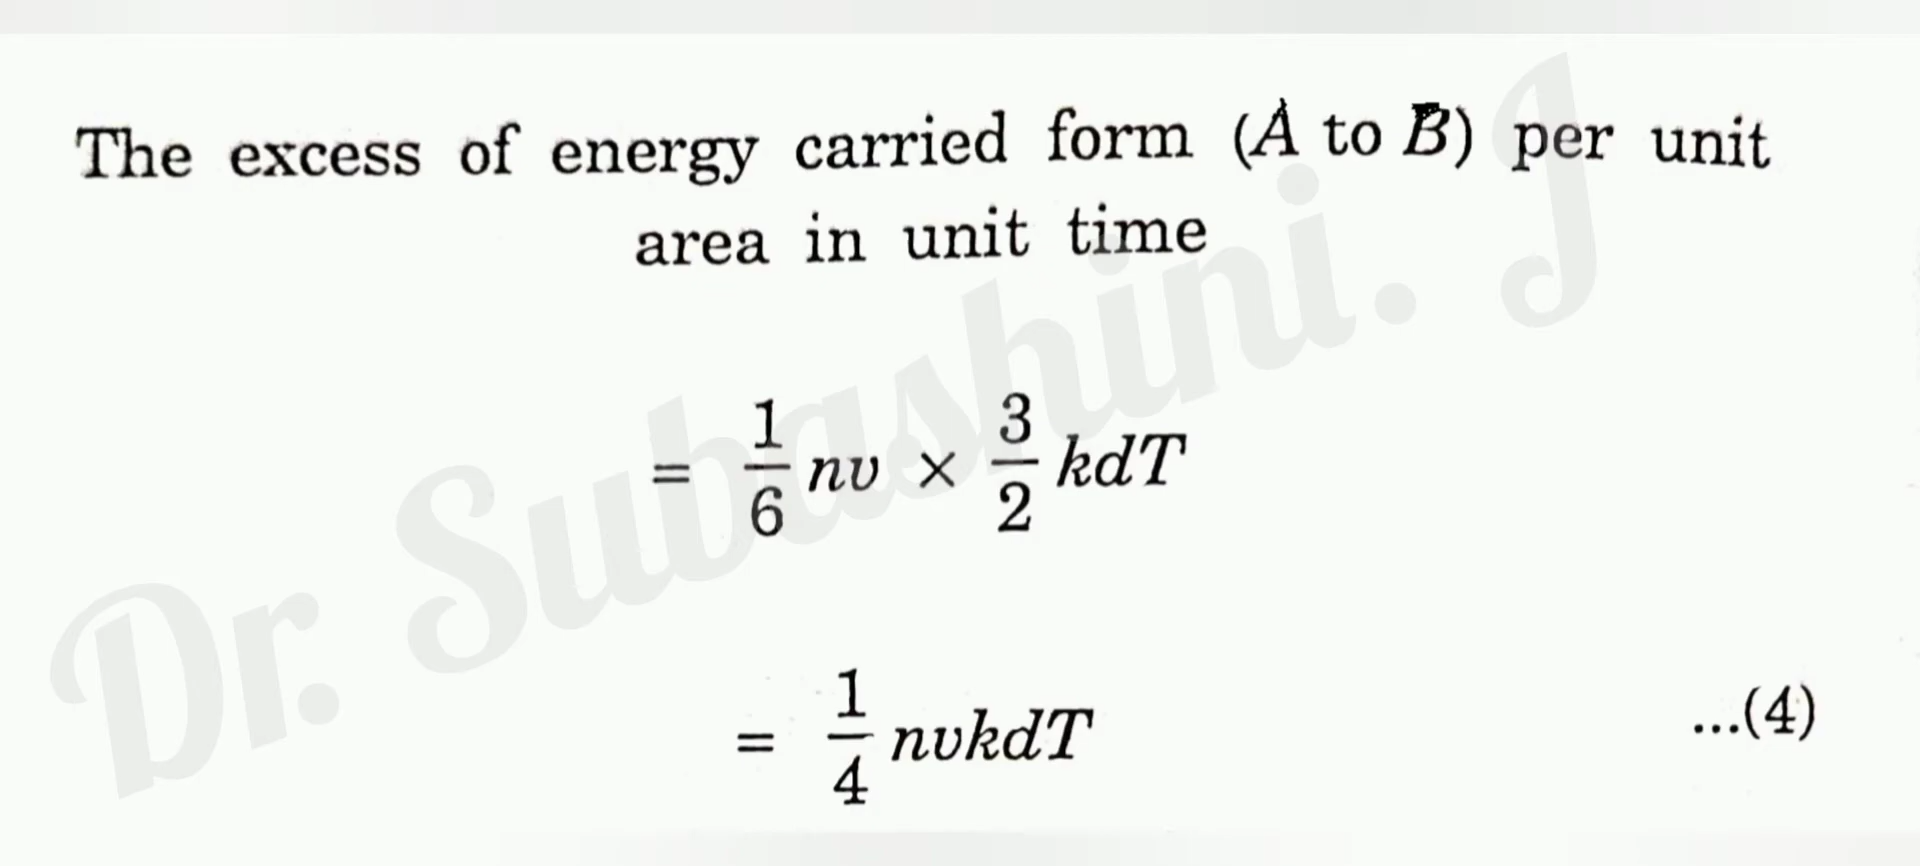 The excess of energy carried form (A to B) per unit
area in unit time
= 1/6 nv × 3/2 kdT
= 1/4 nvkdT ...(4)
Dr. Subashini. J